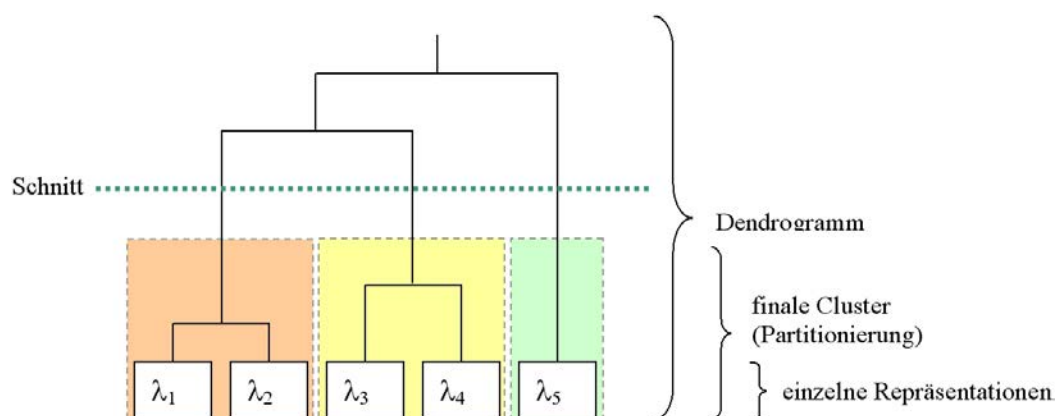 Schnitt
Dendrogramm
finale Cluster
(Partitionierung)
λ1 λ2 λ3 λ4 λ5
einzelne Repräsentationen